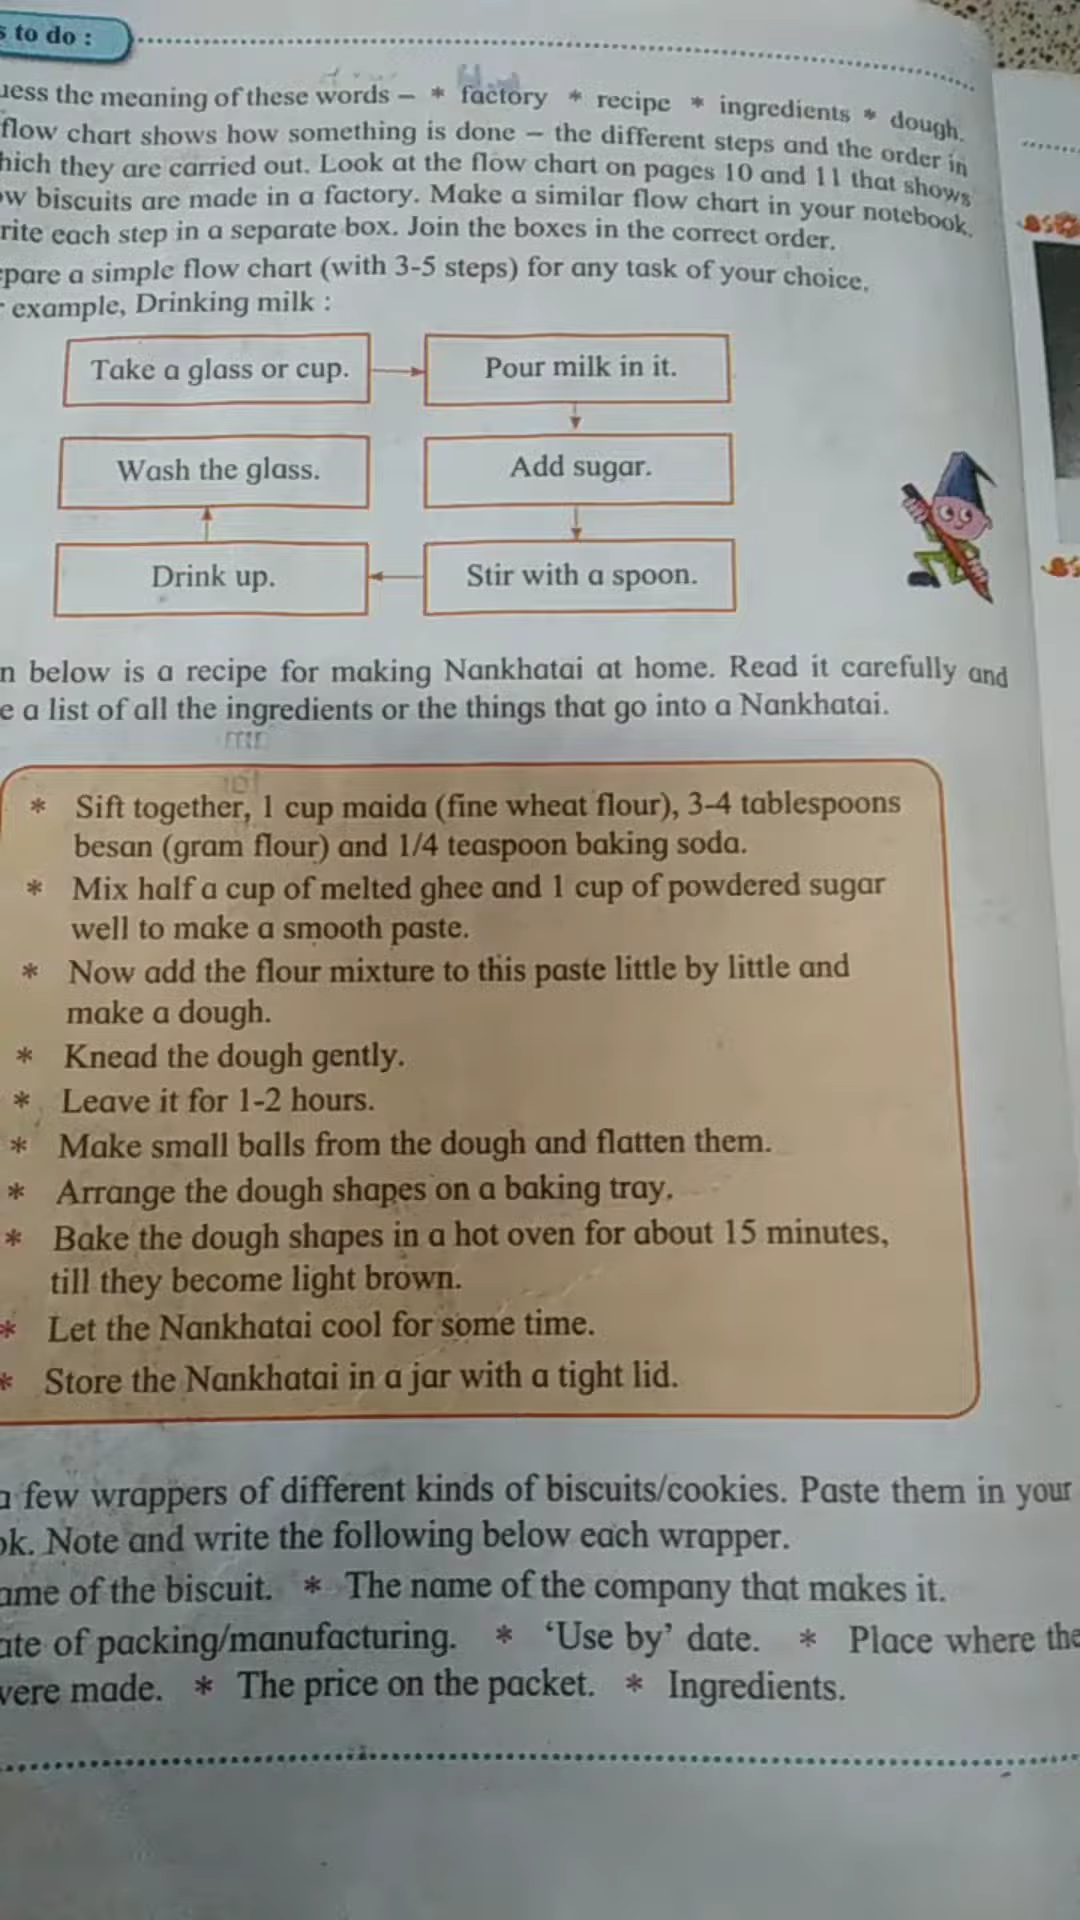 s to do :
uess the meaning of these words – * factory * recipe * ingredients * dough.
flow chart shows how something is done – the different steps and the order in
hich they are carried out. Look at the flow chart on pages 10 and 11 that shows
ow biscuits are made in a factory. Make a similar flow chart in your notebook.
rite each step in a separate box. Join the boxes in the correct order.
epare a simple flow chart (with 3-5 steps) for any task of your choice.
r example, Drinking milk :
Take a glass or cup.
Pour milk in it.
Add sugar.
Stir with a spoon.
Drink up.
Wash the glass.
n below is a recipe for making Nankhatai at home. Read it carefully and
e a list of all the ingredients or the things that go into a Nankhatai.
* Sift together, 1 cup maida (fine wheat flour), 3-4 tablespoons
besan (gram flour) and 1/4 teaspoon baking soda.
* Mix half a cup of melted ghee and 1 cup of powdered sugar
well to make a smooth paste.
* Now add the flour mixture to this paste little by little and
make a dough.
* Knead the dough gently.
* Leave it for 1-2 hours.
* Make small balls from the dough and flatten them.
* Arrange the dough shapes on a baking tray.
* Bake the dough shapes in a hot oven for about 15 minutes,
till they become light brown.
* Let the Nankhatai cool for some time.
* Store the Nankhatai in a jar with a tight lid.
a few wrappers of different kinds of biscuits/cookies. Paste them in your
ok. Note and write the following below each wrapper.
ame of the biscuit. * The name of the company that makes it.
ate of packing/manufacturing. * ‘Use by’ date. * Place where the
were made. * The price on the packet. * Ingredients.